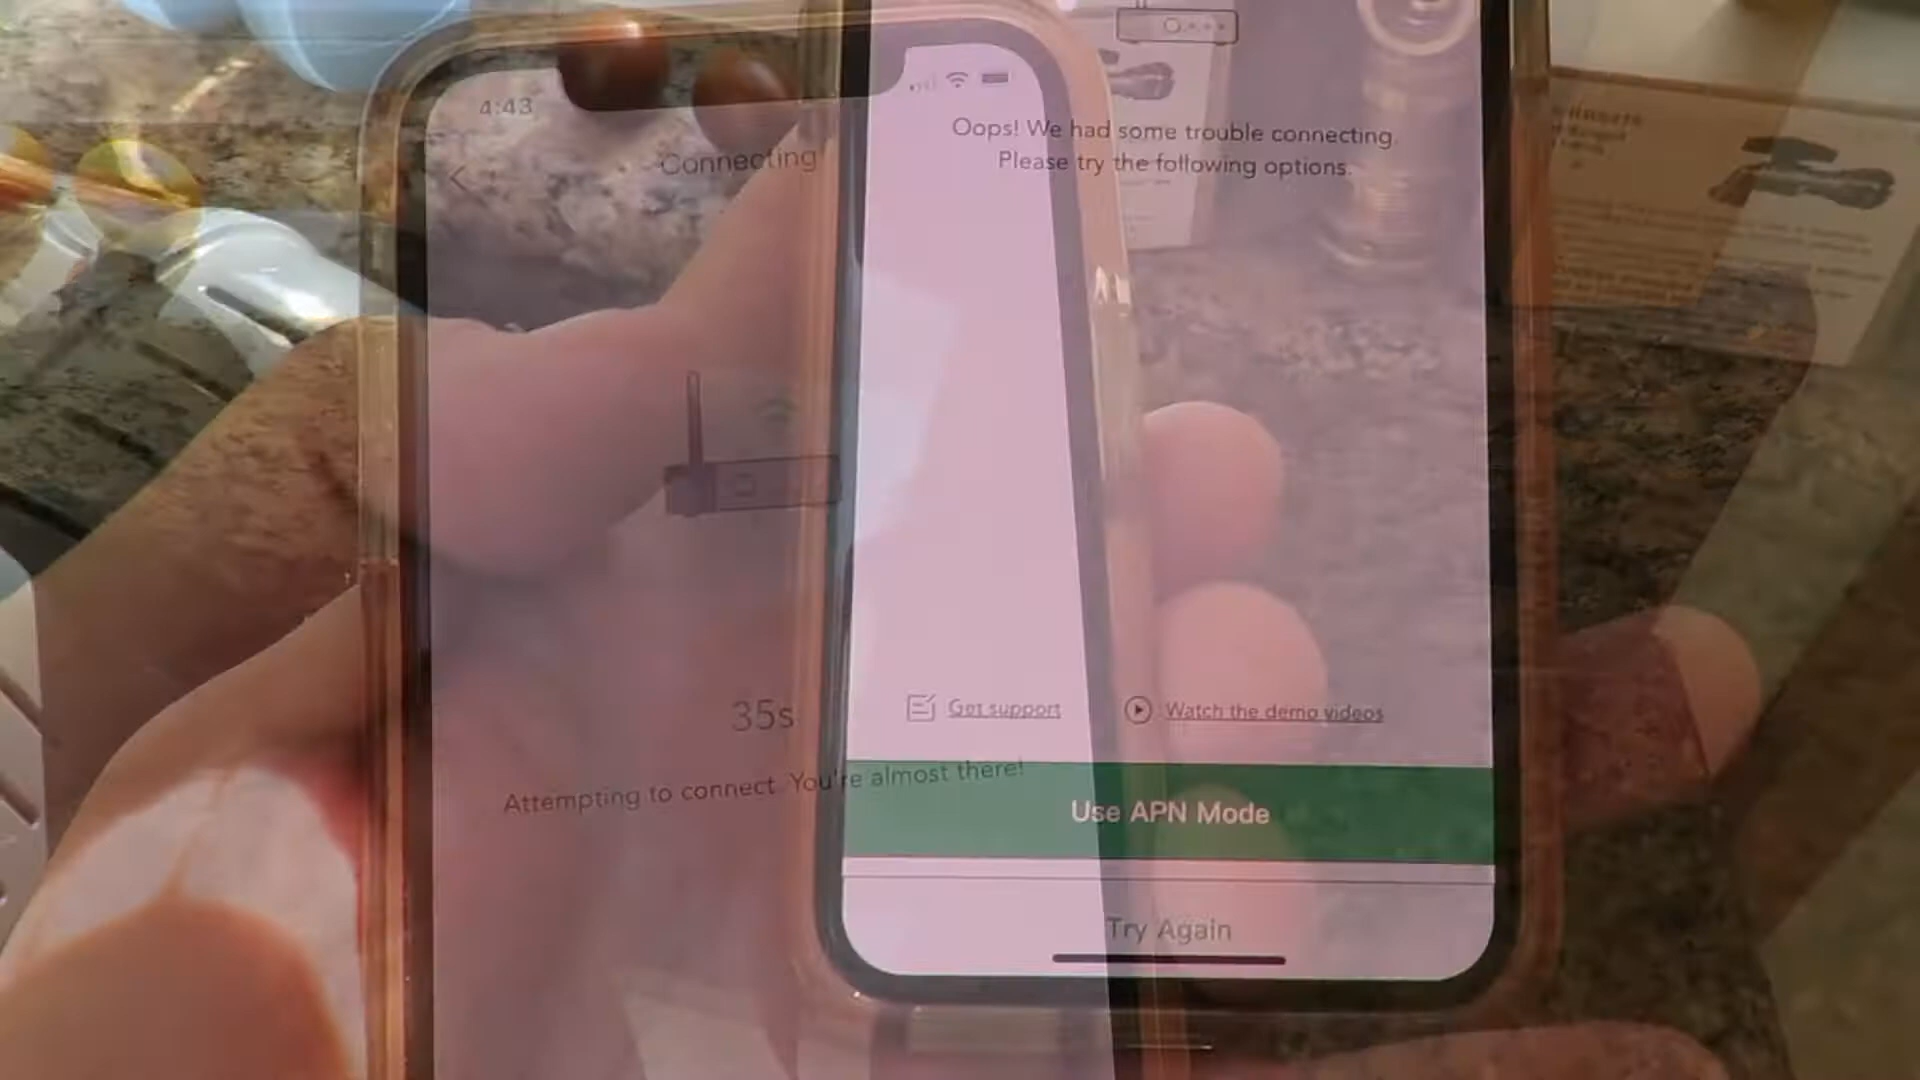 4:43
Connecting
Oops! We had some trouble connecting.
Please try the following options.
35s
Attempting to connect. You're almost there!
Get support
Watch the demo videos
Use APN Mode
Try Again